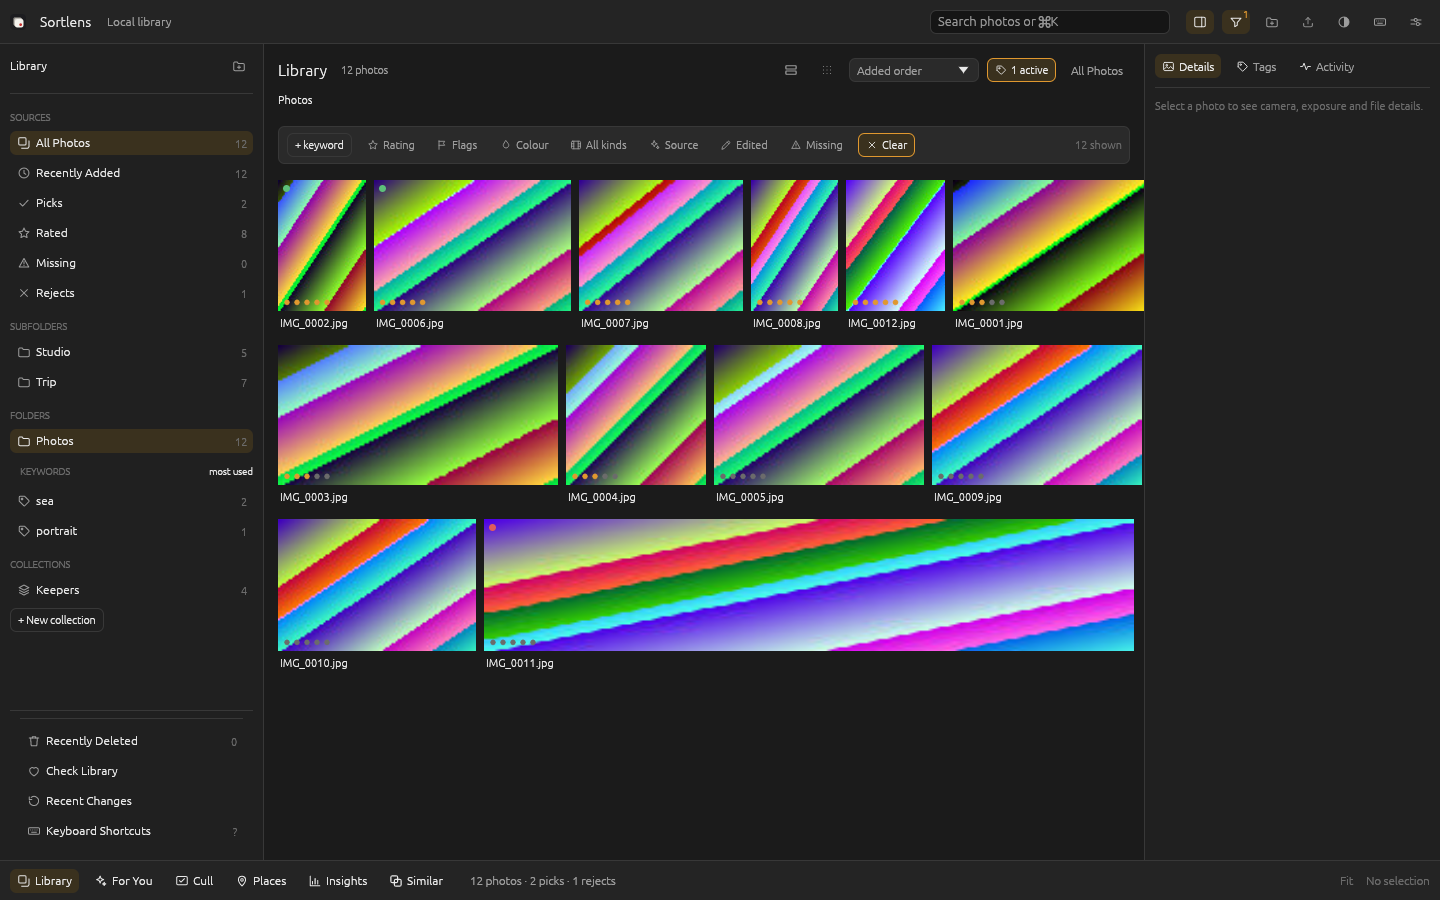 Sortlens Local library Search photos or ⌘K 1
Library
SOURCES
All Photos 12
Recently Added 12
Picks 2
Rated 8
Missing 0
Rejects 1
SUBFOLDERS
Studio 5
Trip 7
FOLDERS
Photos 12
KEYWORDS most used
sea 2
portrait 1
COLLECTIONS
Keepers 4
+ New collection
Recently Deleted 0
Check Library
Recent Changes
Keyboard Shortcuts ?
Library 12 photos Added order 1 active All Photos
Photos
+ keyword Rating Flags Colour All kinds Source Edited Missing Clear 12 shown
IMG_0002.jpg IMG_0006.jpg IMG_0007.jpg IMG_0008.jpg IMG_0012.jpg IMG_0001.jpg
IMG_0003.jpg IMG_0004.jpg IMG_0005.jpg IMG_0009.jpg
IMG_0010.jpg IMG_0011.jpg
Details Tags Activity
Select a photo to see camera, exposure and file details.
Library For You Cull Places Insights Similar 12 photos · 2 picks · 1 rejects Fit No selection